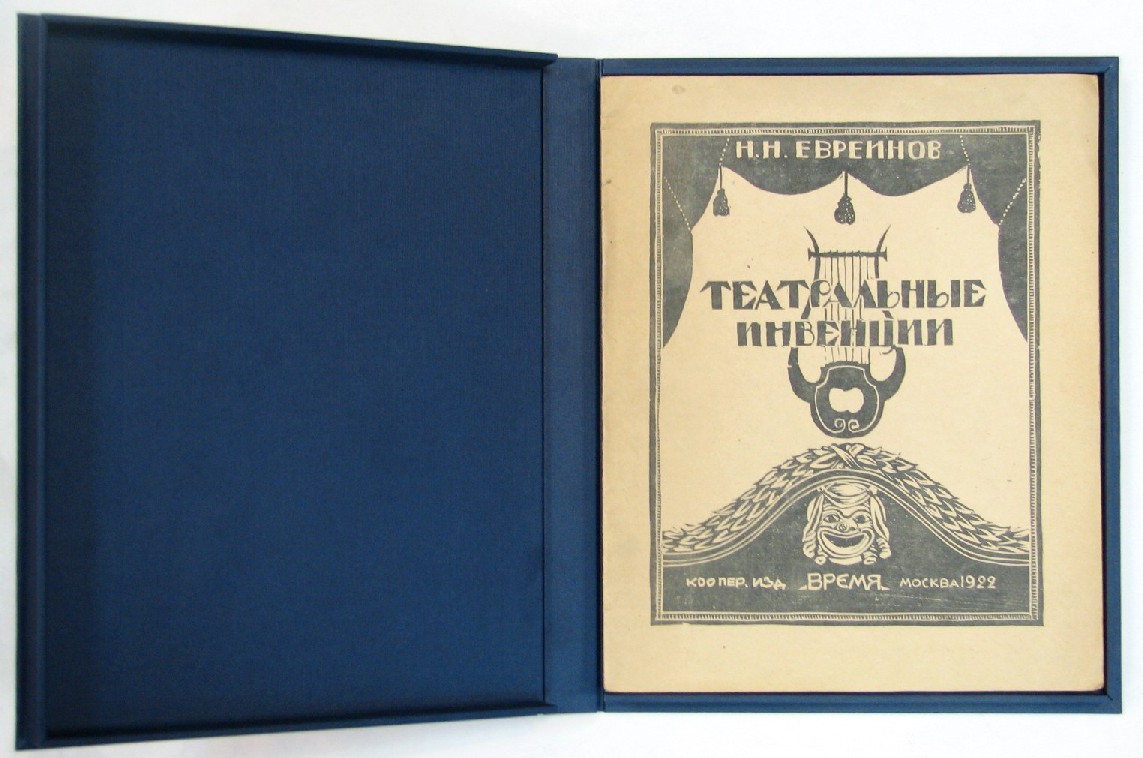 Н.Н. ЕВРЕИНОВ
ТЕАТРАЛЬНЫЕ
ИНВЕНЦИИ
КООПЕР. ИЗД „ВРЕМЯ“ МОСКВА 1922